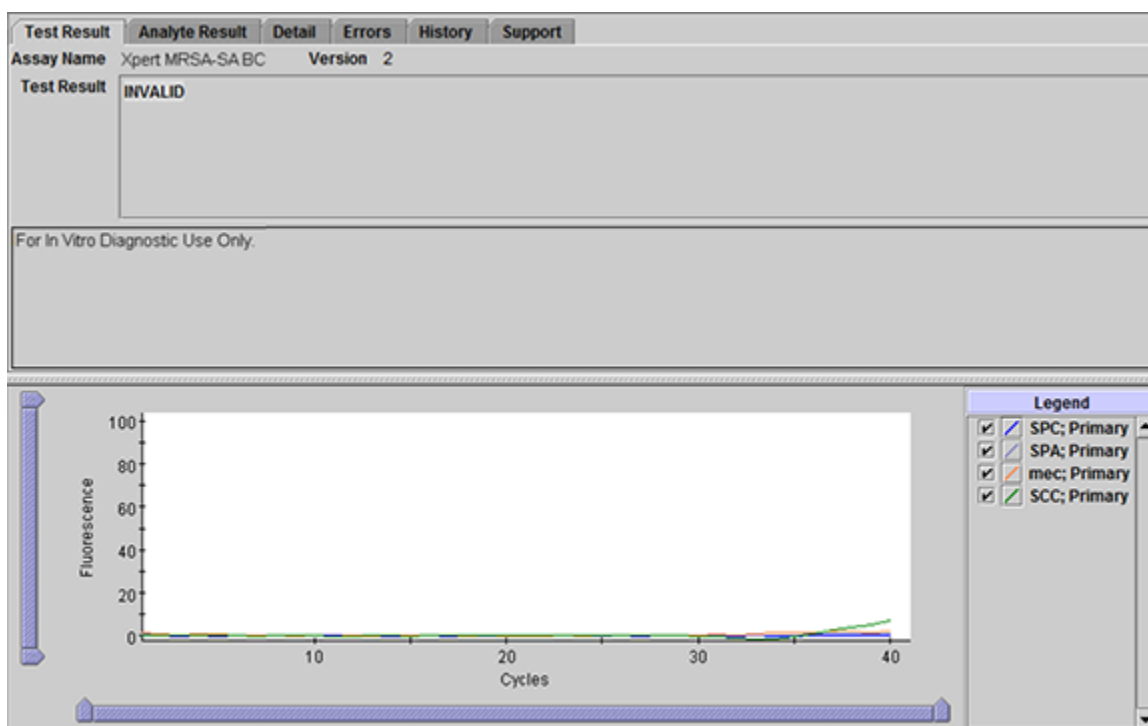 Test Result Analyte Result Detail Errors History Support
Assay Name Xpert MRSA-SA BC Version 2
Test Result INVALID
For In Vitro Diagnostic Use Only.
Legend
SPC; Primary
SPA; Primary
mec; Primary
SCC; Primary
100
80
60
40
20
0
Fluorescence
10 20 30 40
Cycles